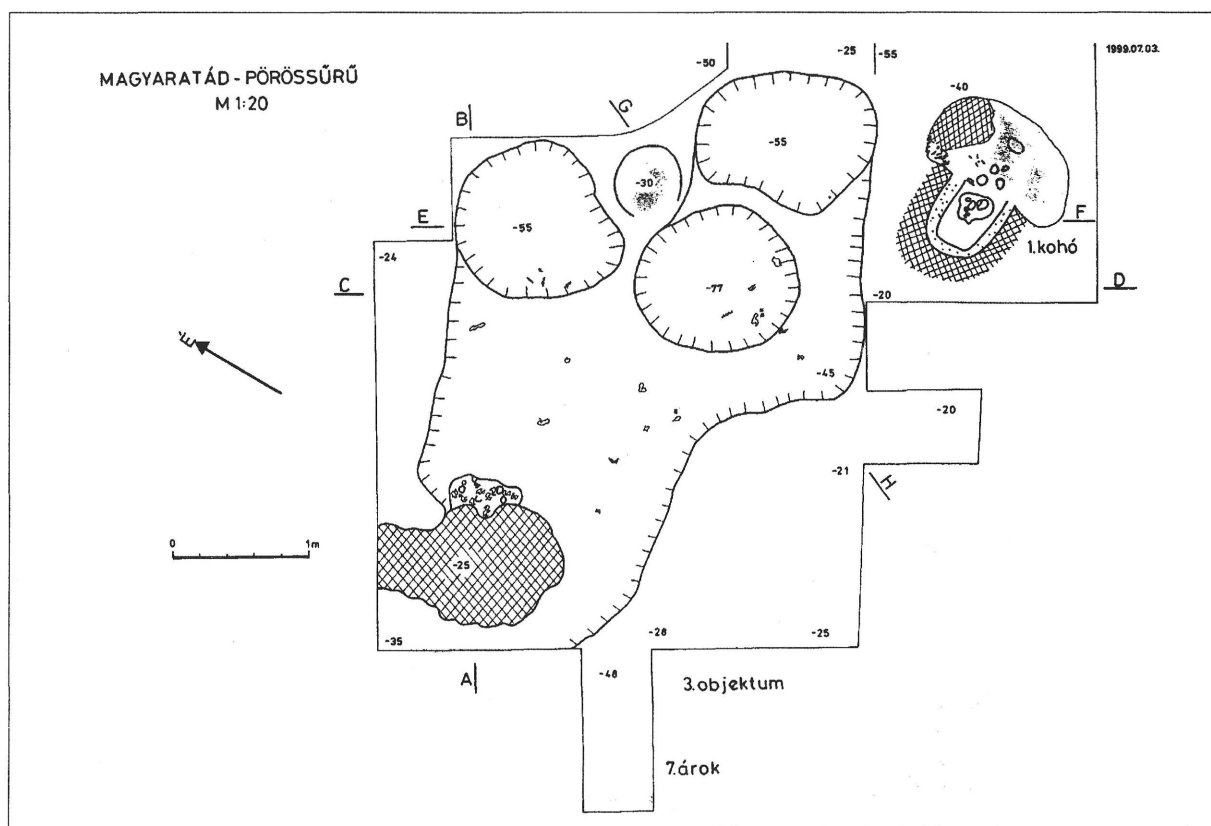 MAGYARATÁD - PÖRÖSSŰRŰ
M 1:20
1999.07.03.
-50
-25
-55
-40
B
G
-55
-30
E
-55
F
1.kohó
-24
C
-77
-20
D
É
-45
-20
-21
H
0
1m
-25
-35
-28
-25
A
-48
3.objektum
7.árok